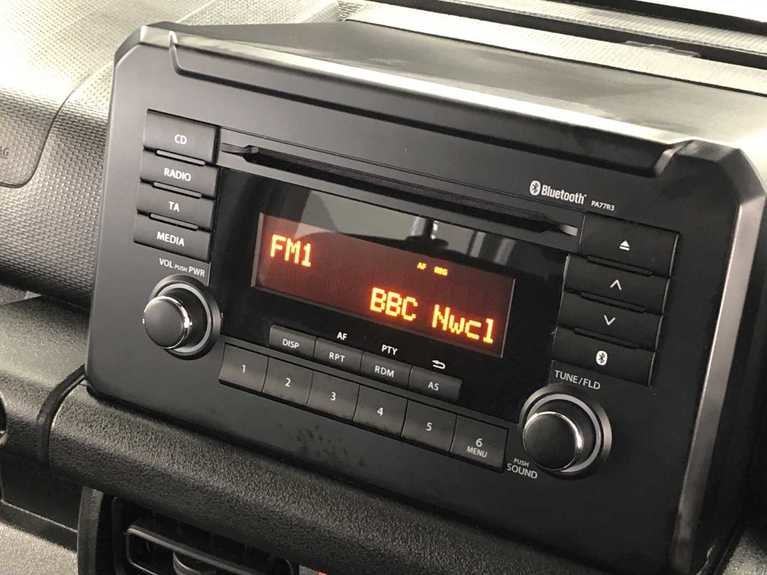 CD
RADIO
TA
MEDIA
VOL PUSH PWR
Bluetooth
PA77R3
FM1
AF REG
BBC Nwcl
DISP
AF
RPT
PTY
RDM
AS
1
2
3
4
5
6
MENU
TUNE/FLD
PUSH
SOUND